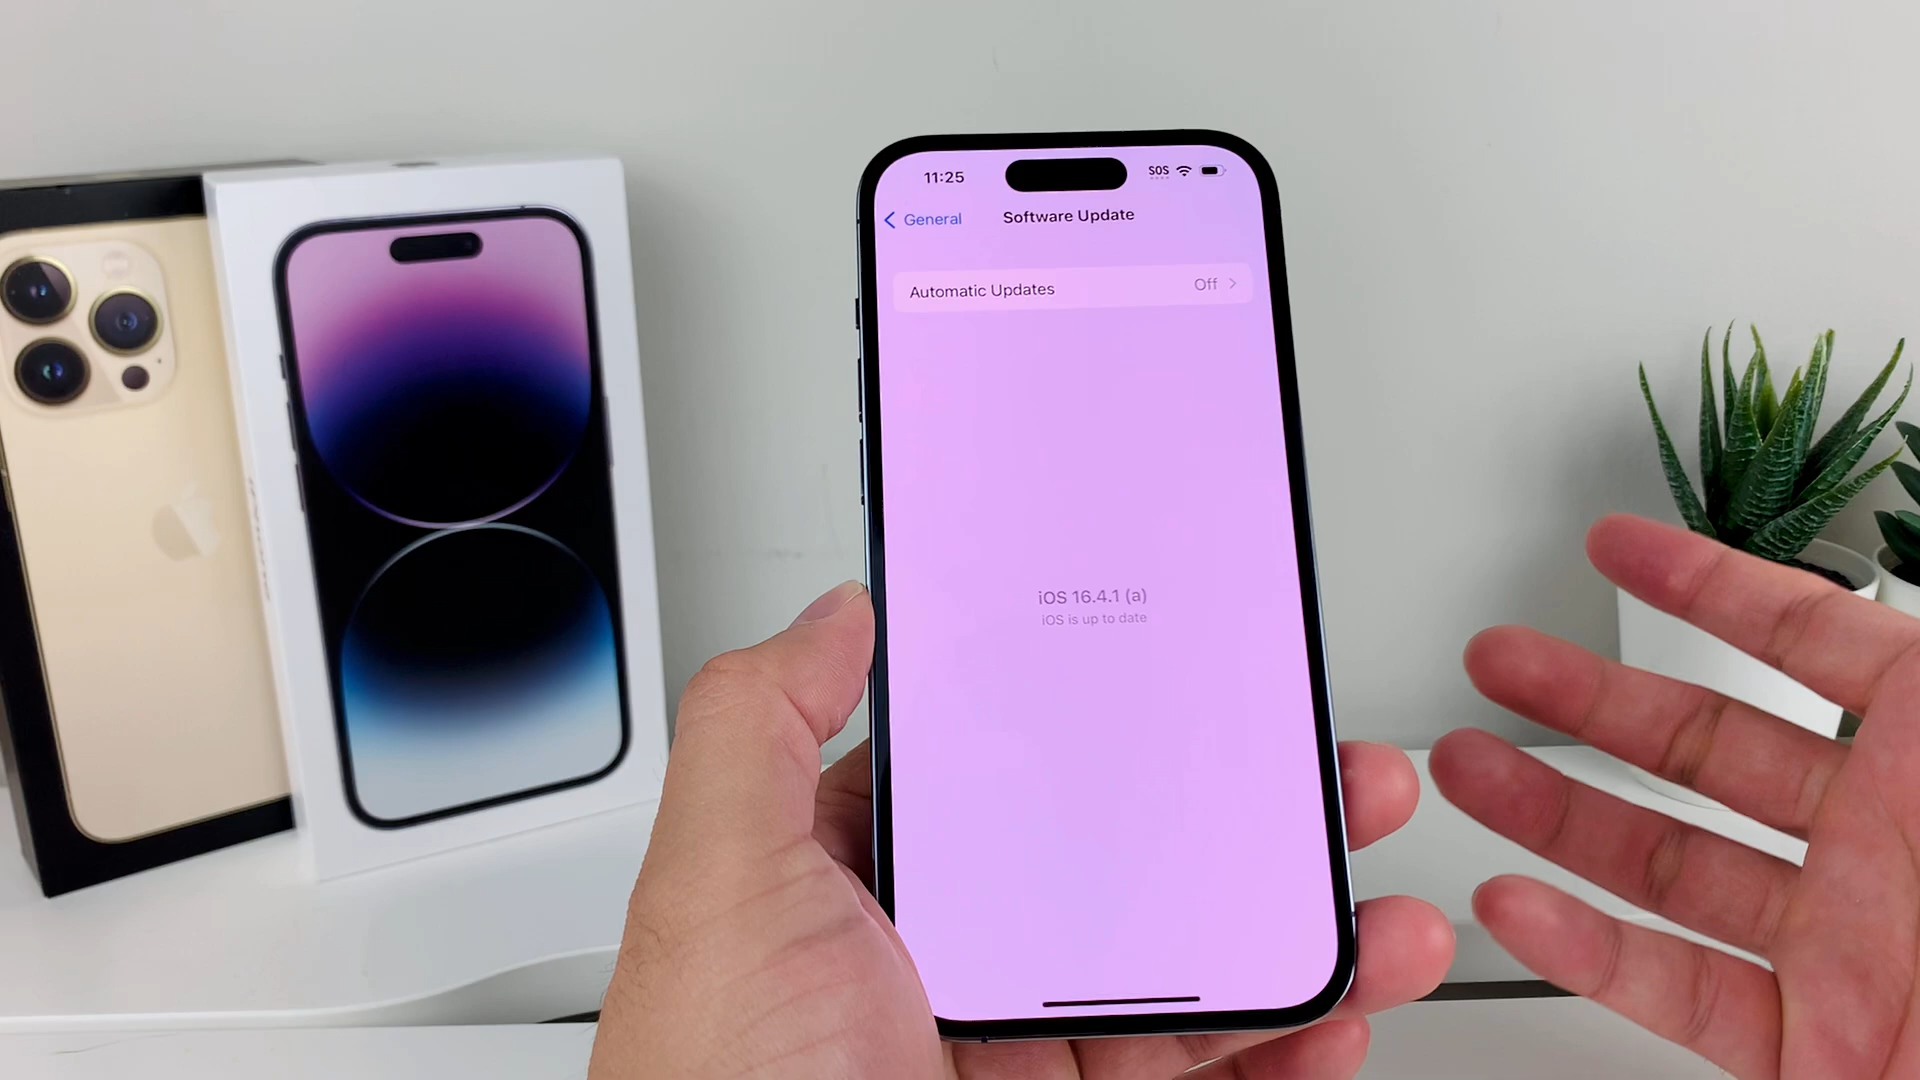 11:25
SOS
General
Software Update
Automatic Updates
Off
iOS 16.4.1 (a)
iOS is up to date